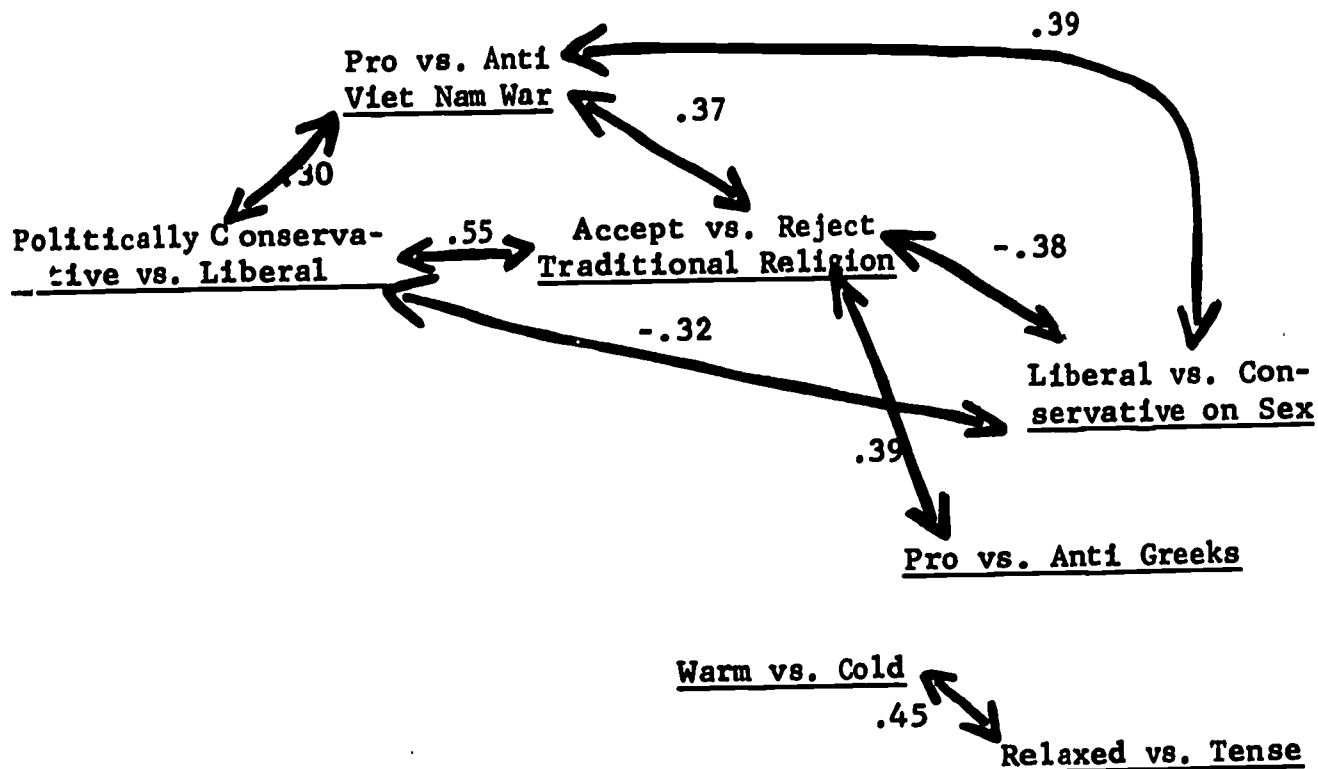 .39
Pro vs. Anti
Viet Nam War
.37
.30
Politically Conserva-
tive vs. Liberal
.55
Accept vs. Reject
Traditional Religion
-.38
-.32
Liberal vs. Con-
servative on Sex
.39
Pro vs. Anti Greeks
Warm vs. Cold
.45
Relaxed vs. Tense